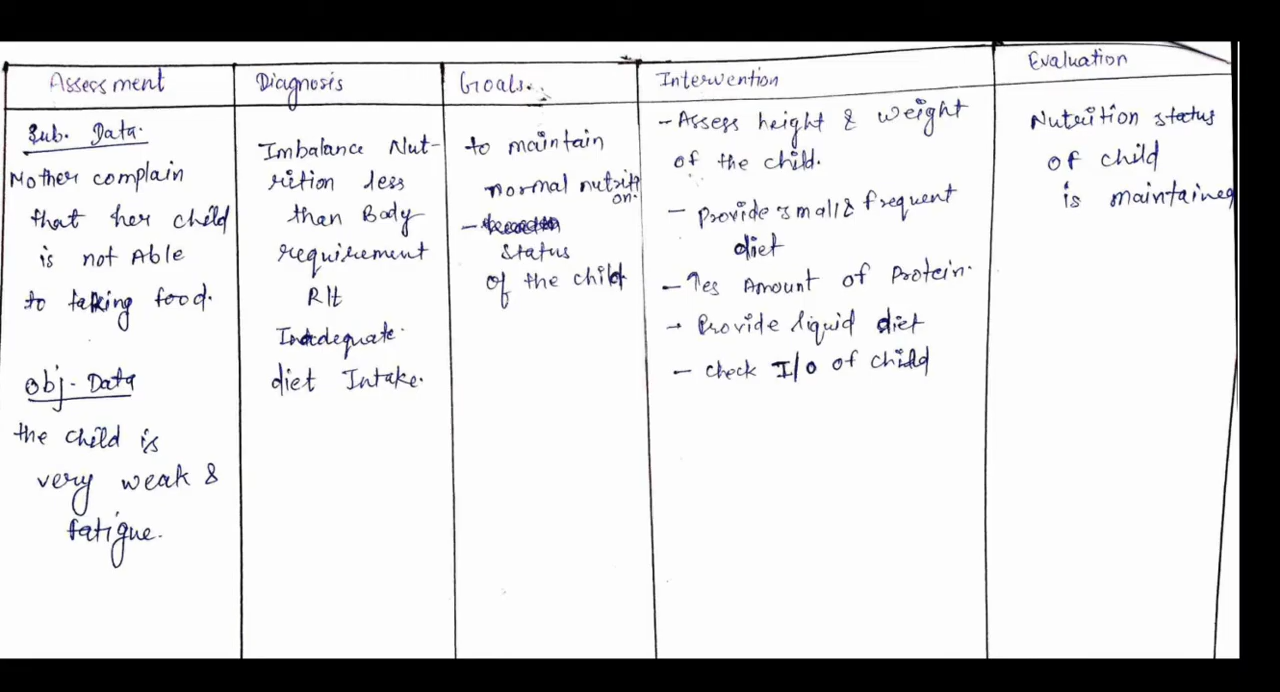 Assessment
Sub. Data.
Mother complain
that her child
is not Able
to taking food.
Obj- Data
the child is
very weak &
fatigue.
Diagnosis
Imbalance Nut-
rition less
than Body
requirement
R/t
Inadequate
diet Intake.
Goals.
to maintain
normal nutriti
on.
status
of the child
Intervention
- Assess height & weight
of the child.
- Provide small & frequent
diet
- ↑es Amount of Protein.
- Provide liquid diet
- check I/O of child
Evaluation
Nutrition status
of child
is maintained